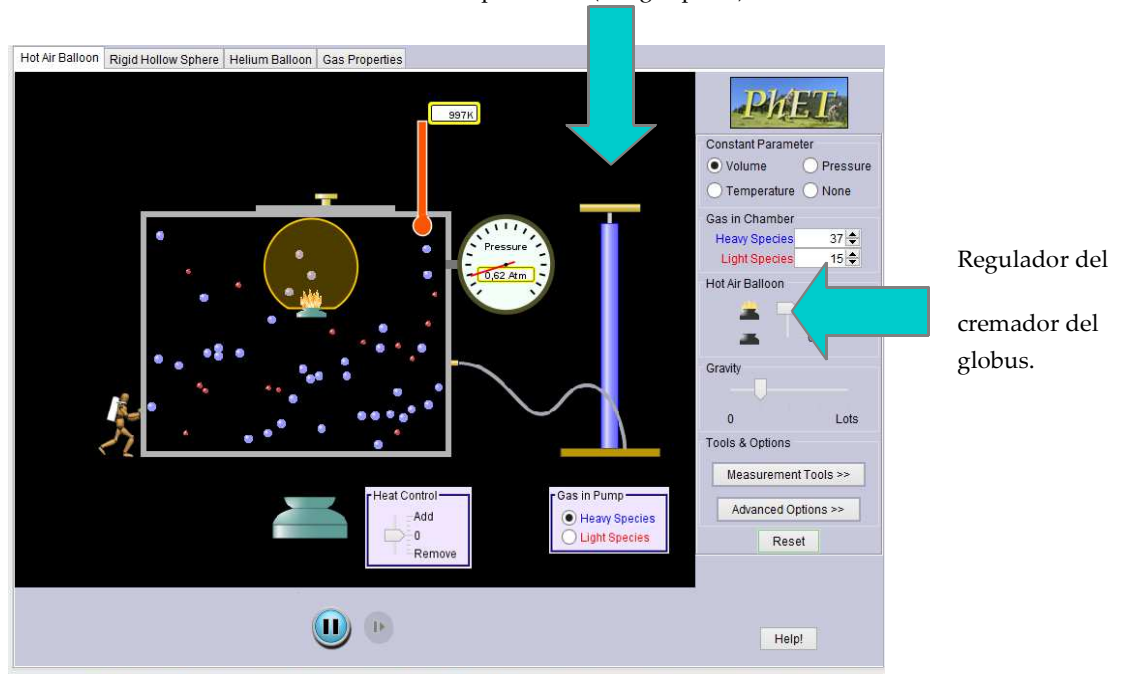 Hot Air Balloon Rigid Hollow Sphere Helium Balloon Gas Properties
997K
PhET
Constant Parameter
Volume Pressure
Temperature None
Gas in Chamber
Heavy Species 37
Light Species 15
Pressure
0,62 Atm
Hot Air Balloon
0
Regulador del
cremador del
globus.
Gravity
0 Lots
Tools & Options
Measurement Tools >>
Advanced Options >>
Reset
Heat Control
Add
0
Remove
Gas in Pump
Heavy Species
Light Species
Help!